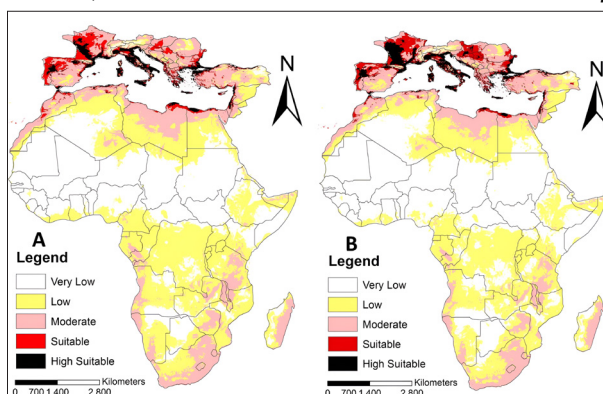 N
A
Legend
Very Low
Low
Moderate
Suitable
High Suitable
Kilometers
0 700 1.400 2.800
N
B
Legend
Very Low
Low
Moderate
Suitable
High Suitable
Kilometers
0 700 1.400 2.800